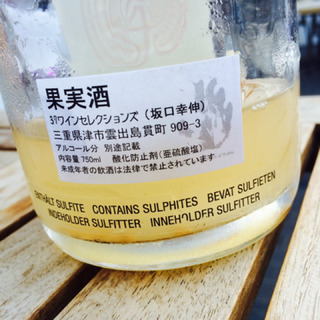 果実酒
37ワインセレクションズ (坂口幸伸)
三重県津市雲出島貫町 909-3
アルコール分 別途記載
内容量 750ml 酸化防止剤(亜硫酸塩)
未成年者の飲酒は法律で禁止されています
ENTHÄLT SULFITE CONTAINS SULPHITES BEVAT SULFIETEN
INDEHOLDER SULFITTER INNEHOLDER SULFITTER